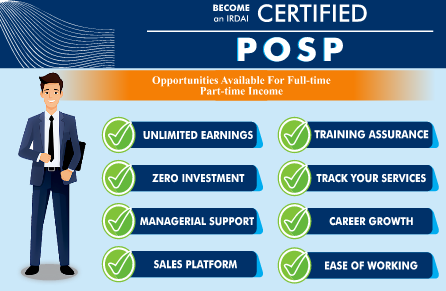 BECOME
an IRDAI
CERTIFIED
POSP
Opportunities Available For Full-time
Part-time Income
UNLIMITED EARNINGS
TRAINING ASSURANCE
ZERO INVESTMENT
TRACK YOUR SERVICES
MANAGERIAL SUPPORT
CAREER GROWTH
SALES PLATFORM
EASE OF WORKING